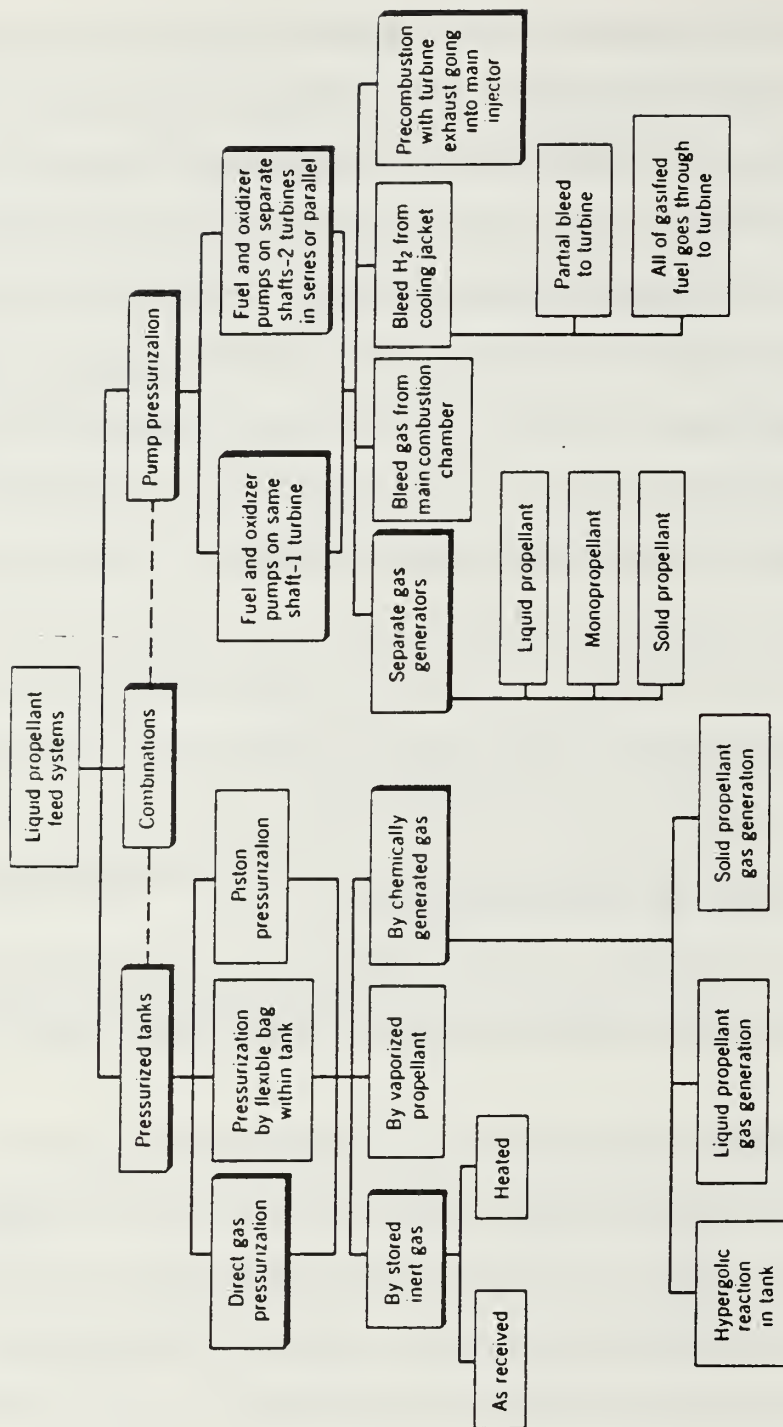 Liquid propellant
feed systems
Pressurized tanks
Combinations
Pump pressurization
Direct gas
pressurization
Pressurization
by flexible bag
within tank
Piston
pressurization
Fuel and oxidizer
pumps on same
shaft-1 turbine
Fuel and oxidizer
pumps on separate
shafts-2 turbines
in series or parallel
By stored
inert gas
By vaporized
propellant
By chemically
generated gas
Separate gas
generators
Bleed gas from
main combustion
chamber
Bleed H₂ from
cooling jacket
Precombustion
with turbine
exhaust going
into main
injector
As received
Heated
Liquid propellant
Monopropellant
Solid propellant
Partial bleed
to turbine
All of gasified
fuel goes through
to turbine
Hypergolic
reaction
in tank
Liquid propellant
gas generation
Solid propellant
gas generation